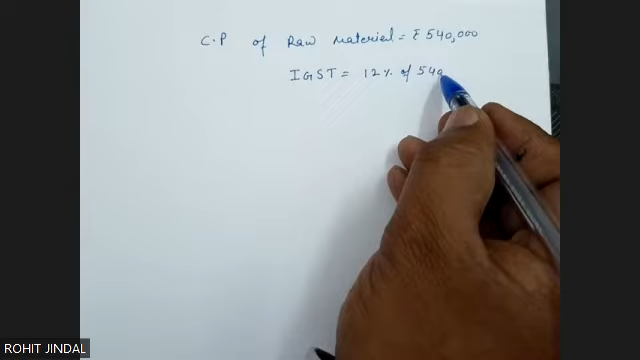 C.P of Raw Material = ₹ 540,000
IGST = 12% of 540
ROHIT JINDAL